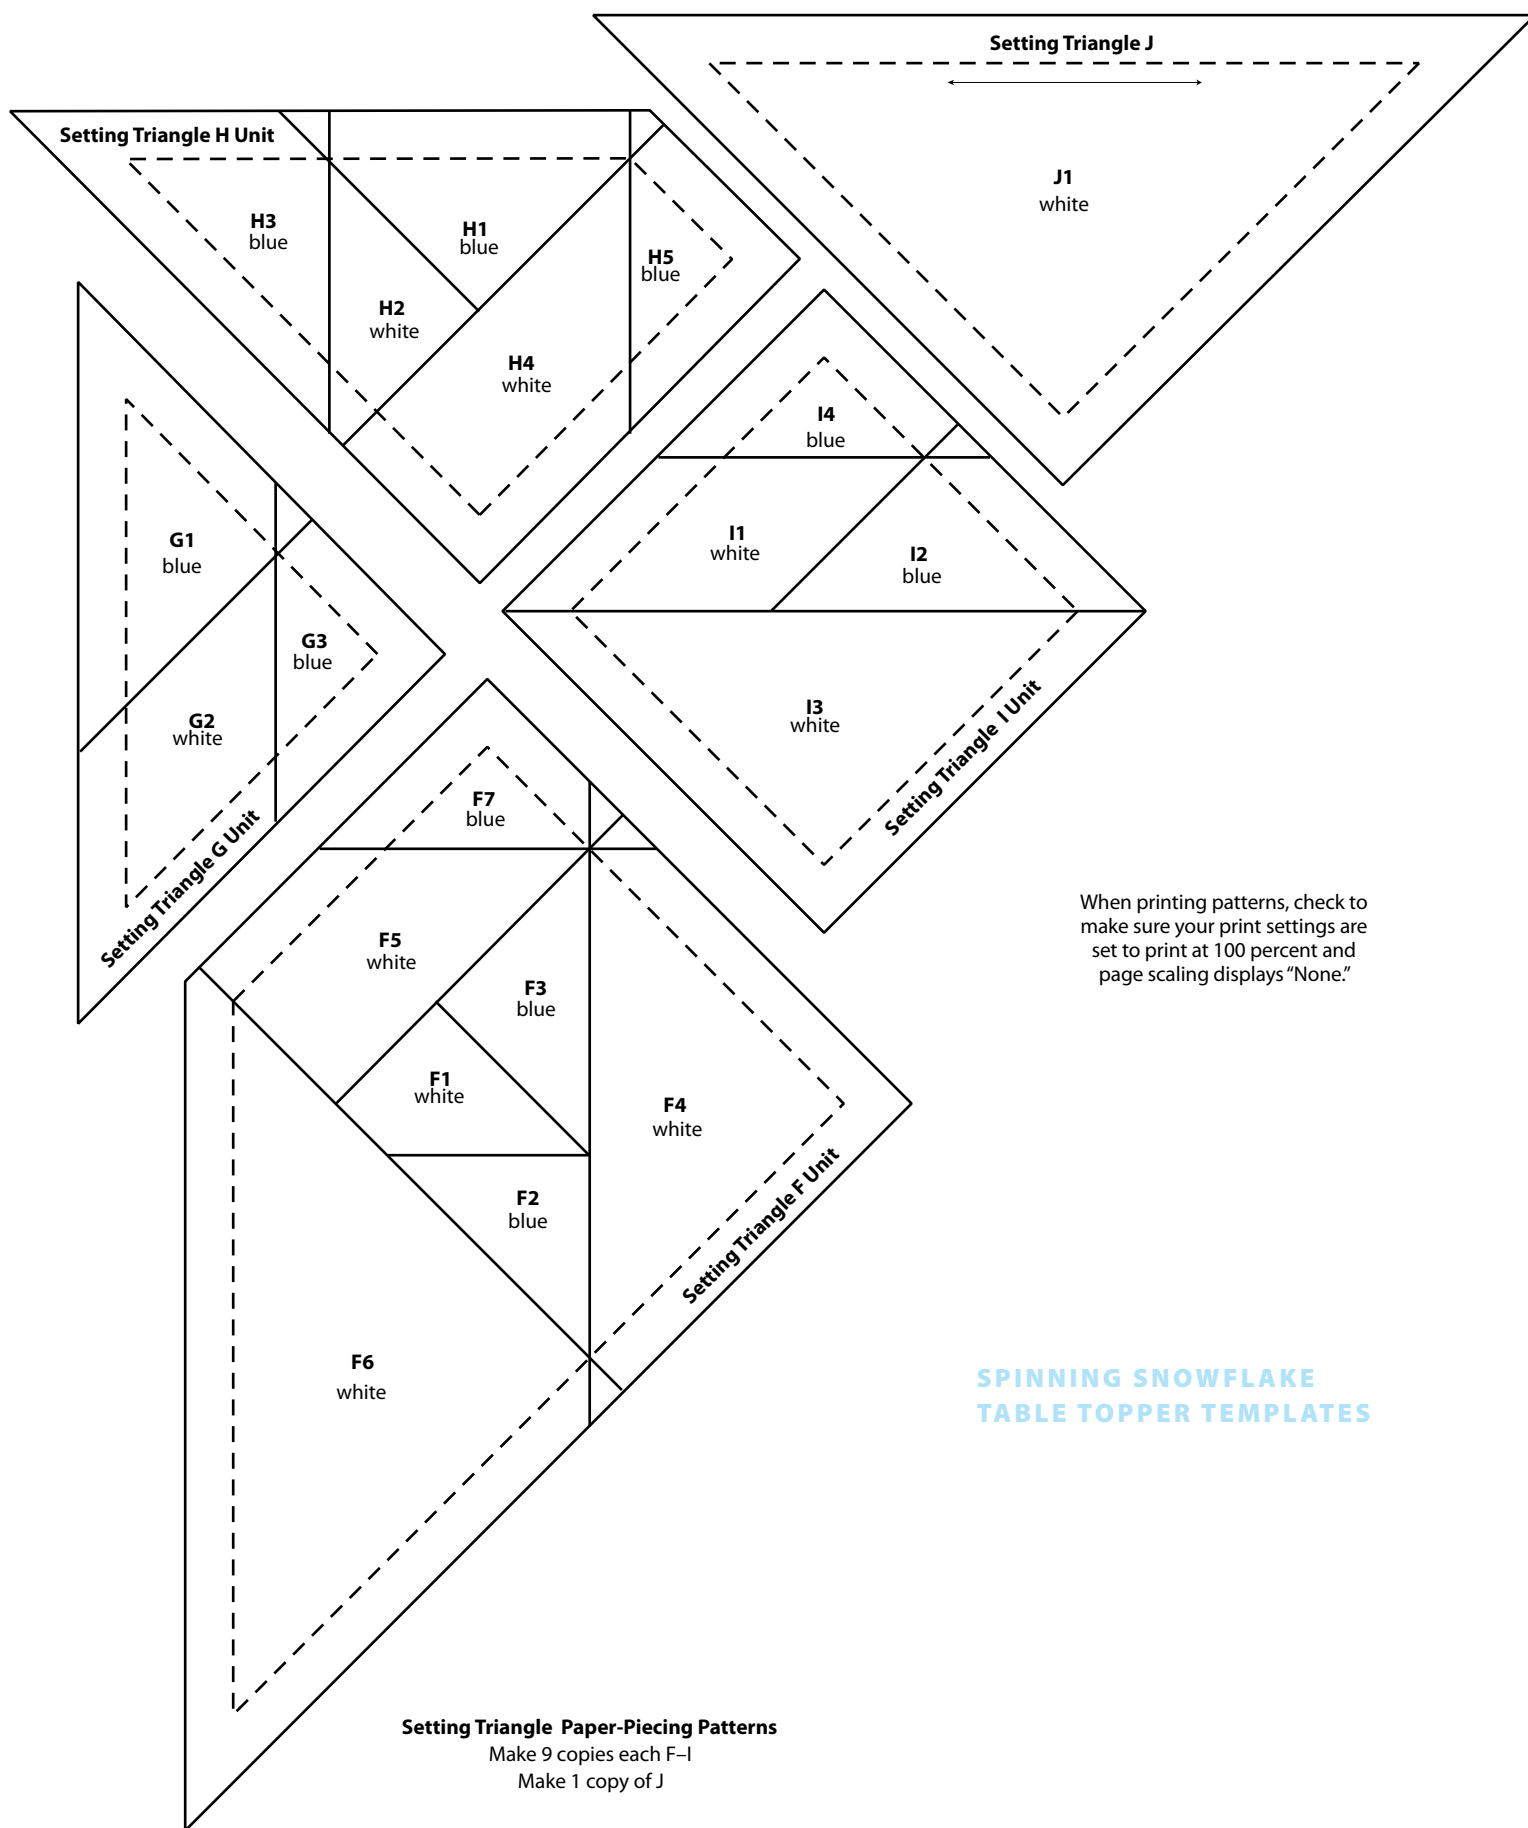 Setting Triangle J
J1
white
Setting Triangle H Unit
H3
blue
H1
blue
H5
blue
H2
white
H4
white
I4
blue
I1
white
I2
blue
I3
white
Setting Triangle I Unit
G1
blue
G3
blue
G2
white
Setting Triangle G Unit
F7
blue
F5
white
F3
blue
F1
white
F4
white
F2
blue
F6
white
Setting Triangle F Unit
When printing patterns, check to
make sure your print settings are
set to print at 100 percent and
page scaling displays “None.”
SPINNING SNOWFLAKE
TABLE TOPPER TEMPLATES
Setting Triangle Paper-Piecing Patterns
Make 9 copies each F–I
Make 1 copy of J